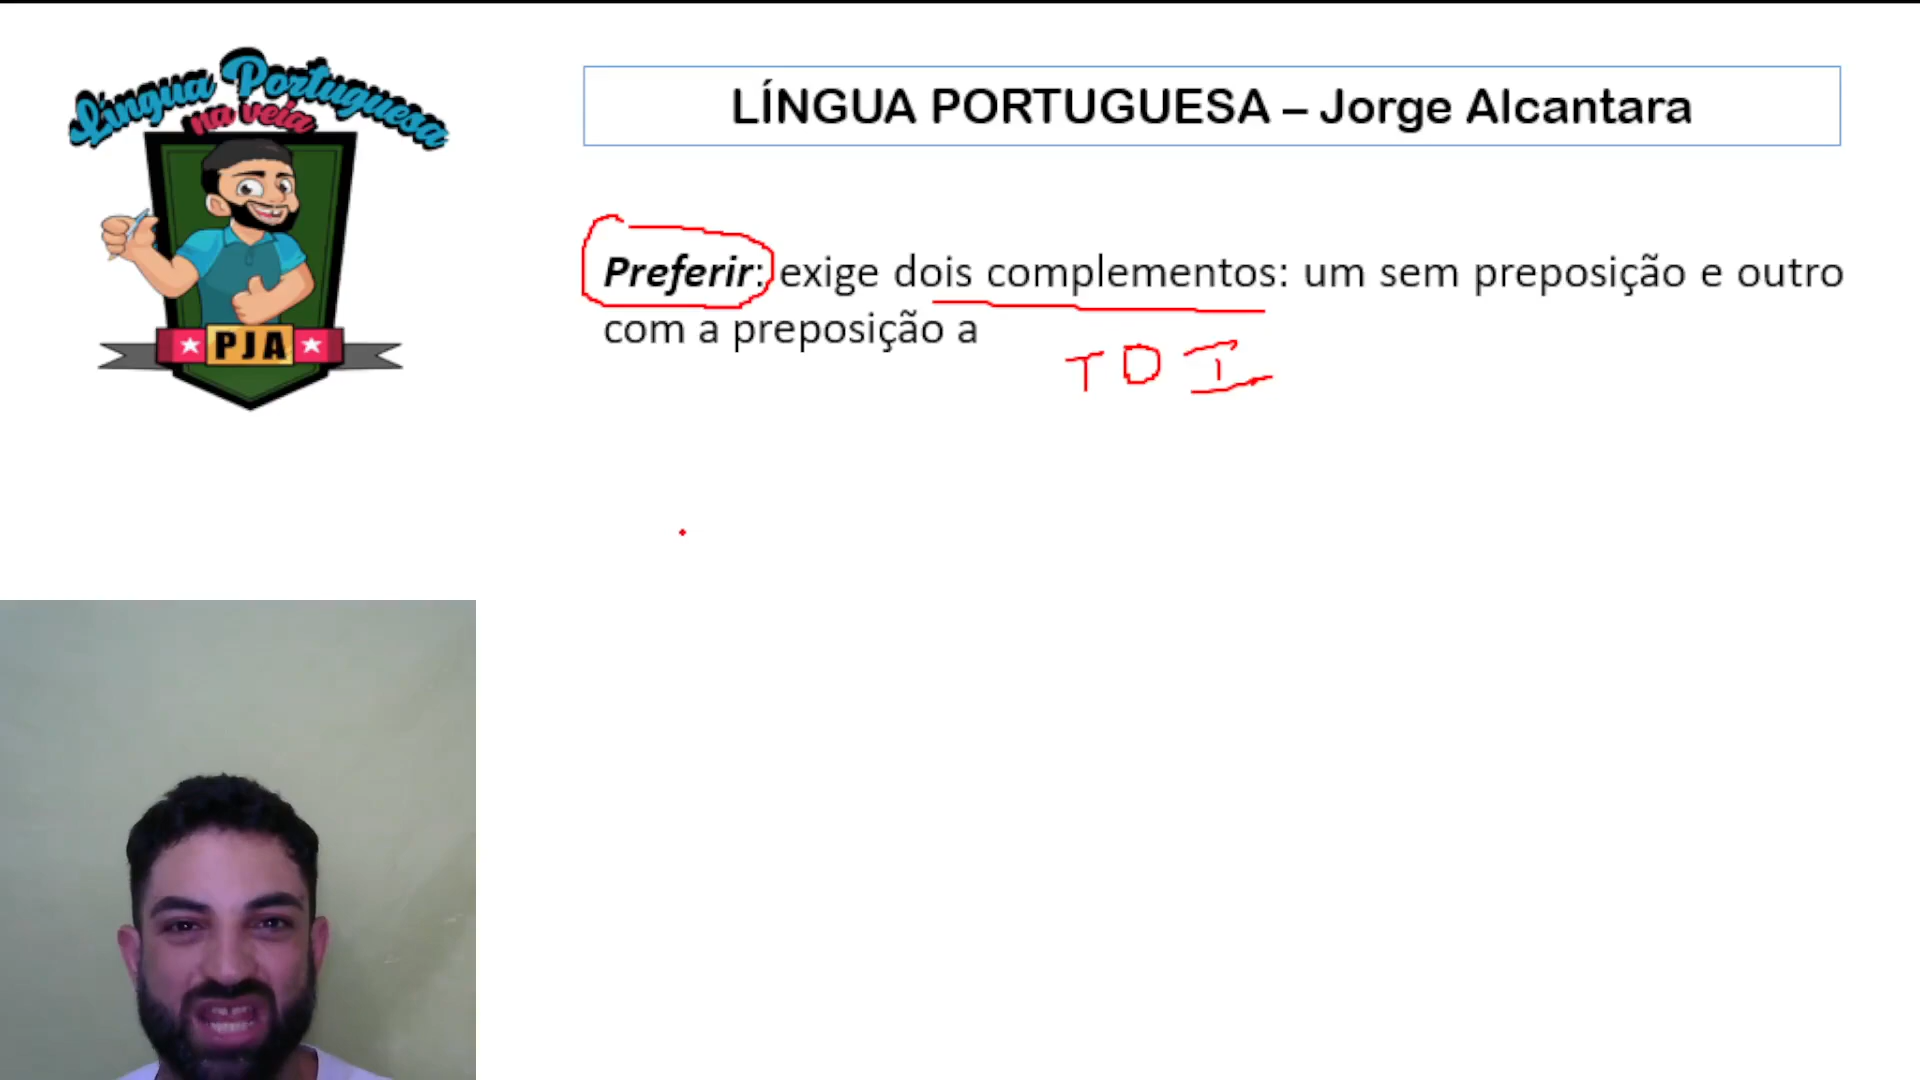 Língua Portuguesa
na veia
PJA
LÍNGUA PORTUGUESA – Jorge Alcantara
Preferir: exige dois complementos: um sem preposição e outro
com a preposição a
TDI